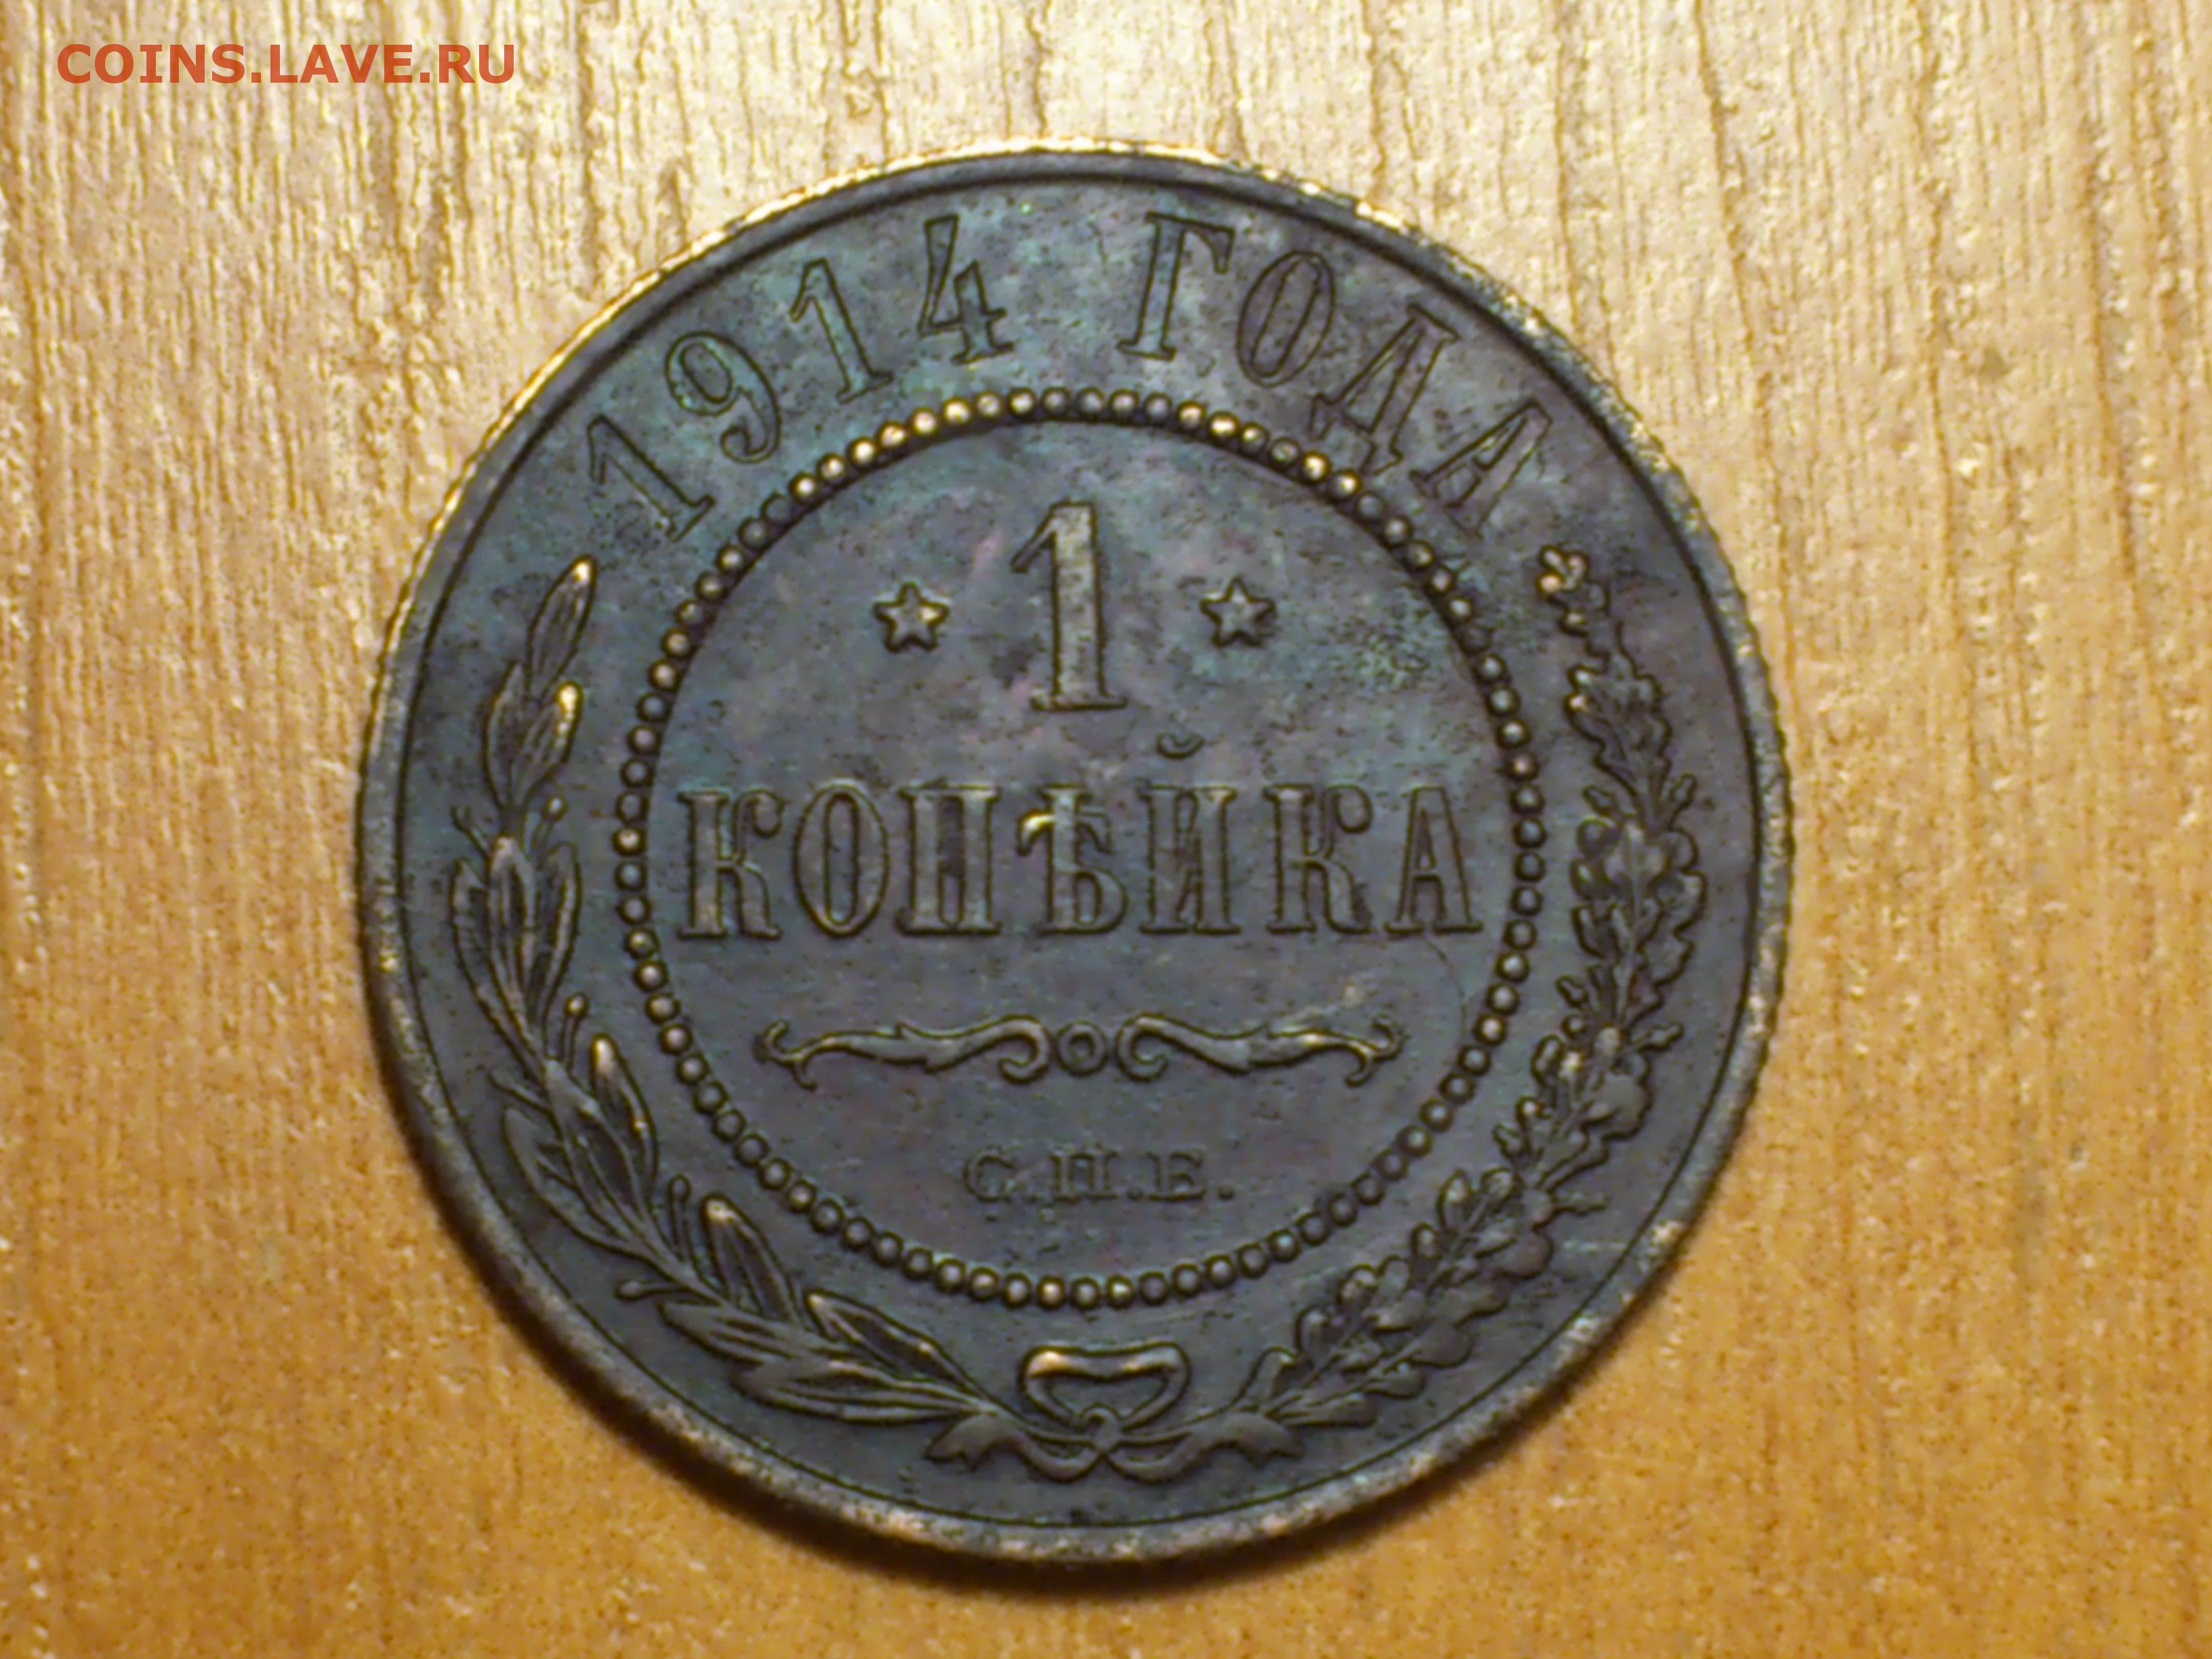 COINS.LAVE.RU
1914 ГОДА
1
КОПѢЙКА
С.П.Б.